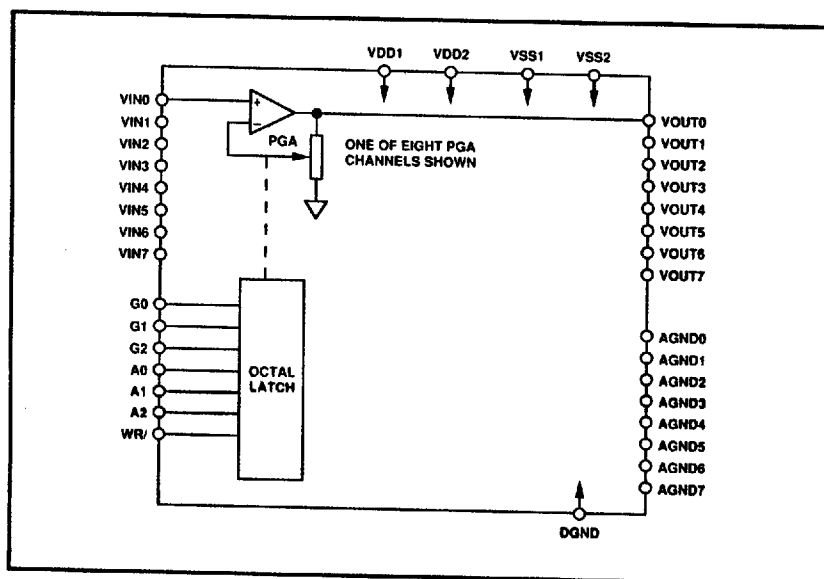 VDD1 VDD2 VSS1 VSS2
VIN0
VIN1
VIN2
VIN3
VIN4
VIN5
VIN6
VIN7
+
−
PGA
ONE OF EIGHT PGA
CHANNELS SHOWN
VOUT0
VOUT1
VOUT2
VOUT3
VOUT4
VOUT5
VOUT6
VOUT7
G0
G1
G2
A0
A1
A2
WR/
OCTAL
LATCH
AGND0
AGND1
AGND2
AGND3
AGND4
AGND5
AGND6
AGND7
DGND